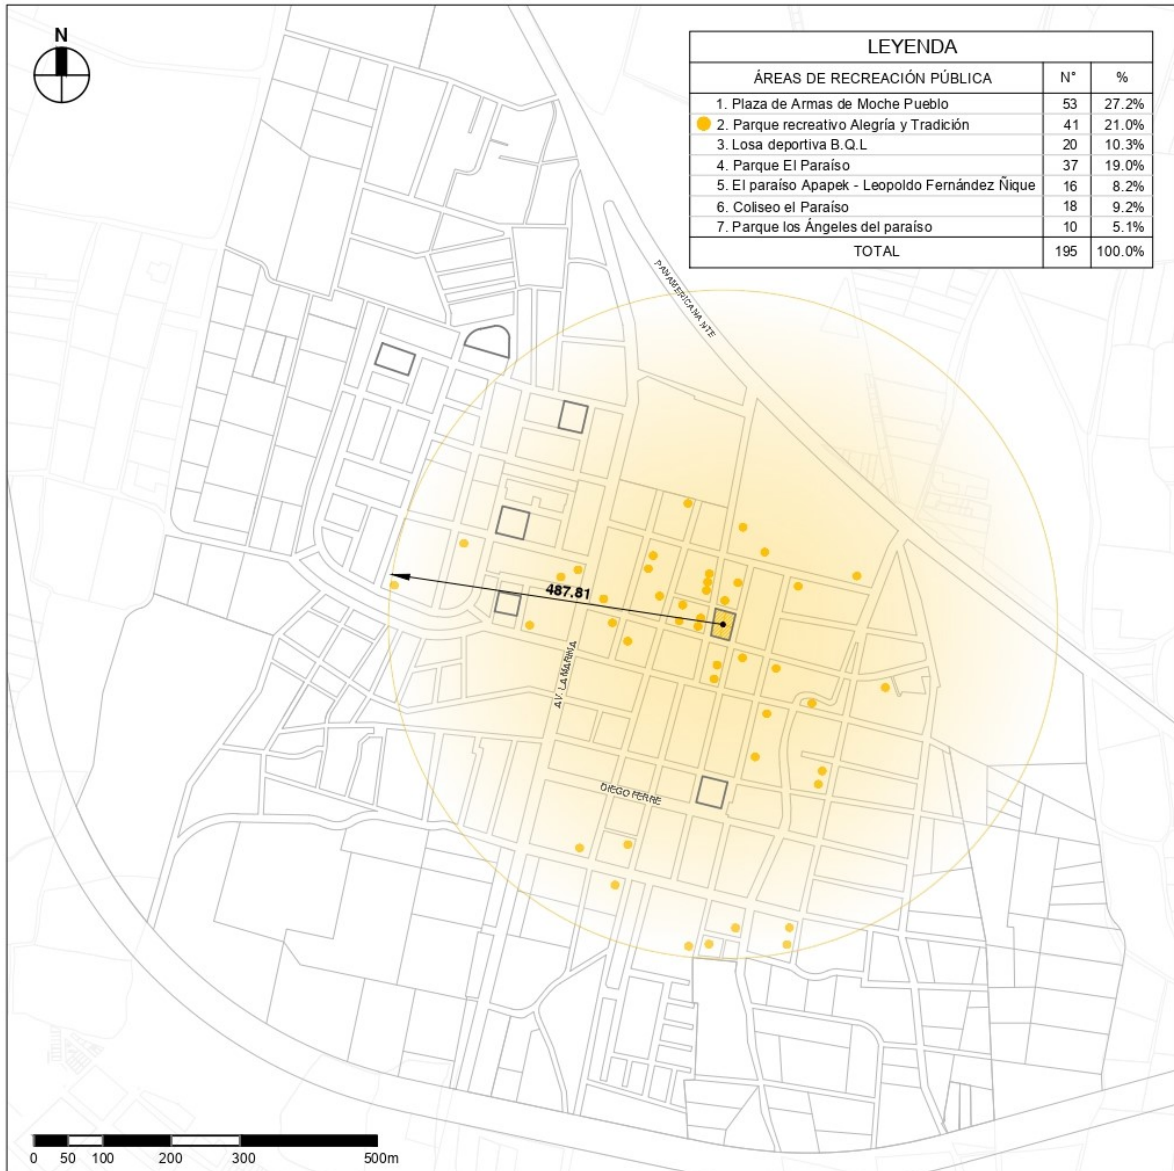 N
LEYENDA
ÁREAS DE RECREACIÓN PÚBLICA N° %
1. Plaza de Armas de Moche Pueblo 53 27.2%
2. Parque recreativo Alegría y Tradición 41 21.0%
3. Losa deportiva B.Q.L 20 10.3%
4. Parque El Paraíso 37 19.0%
5. El paraíso Apapek - Leopoldo Fernández Ñique 16 8.2%
6. Coliseo el Paraíso 18 9.2%
7. Parque los Ángeles del paraíso 10 5.1%
TOTAL 195 100.0%
PANAMERICANA NTE
487.81
AV. LA MARINA
DIEGO FERRE
0 50 100 200 300 500m